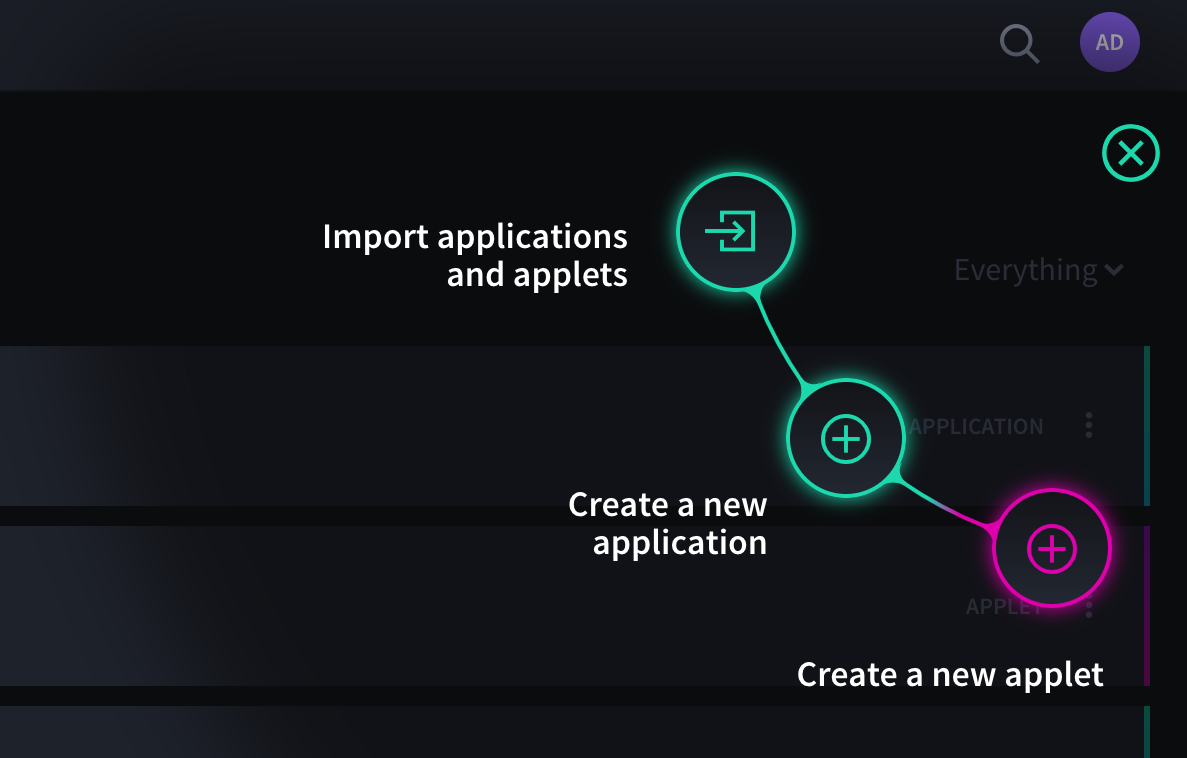 AD
Import applications
and applets
Everything
APPLICATION
Create a new
application
APPLET
Create a new applet